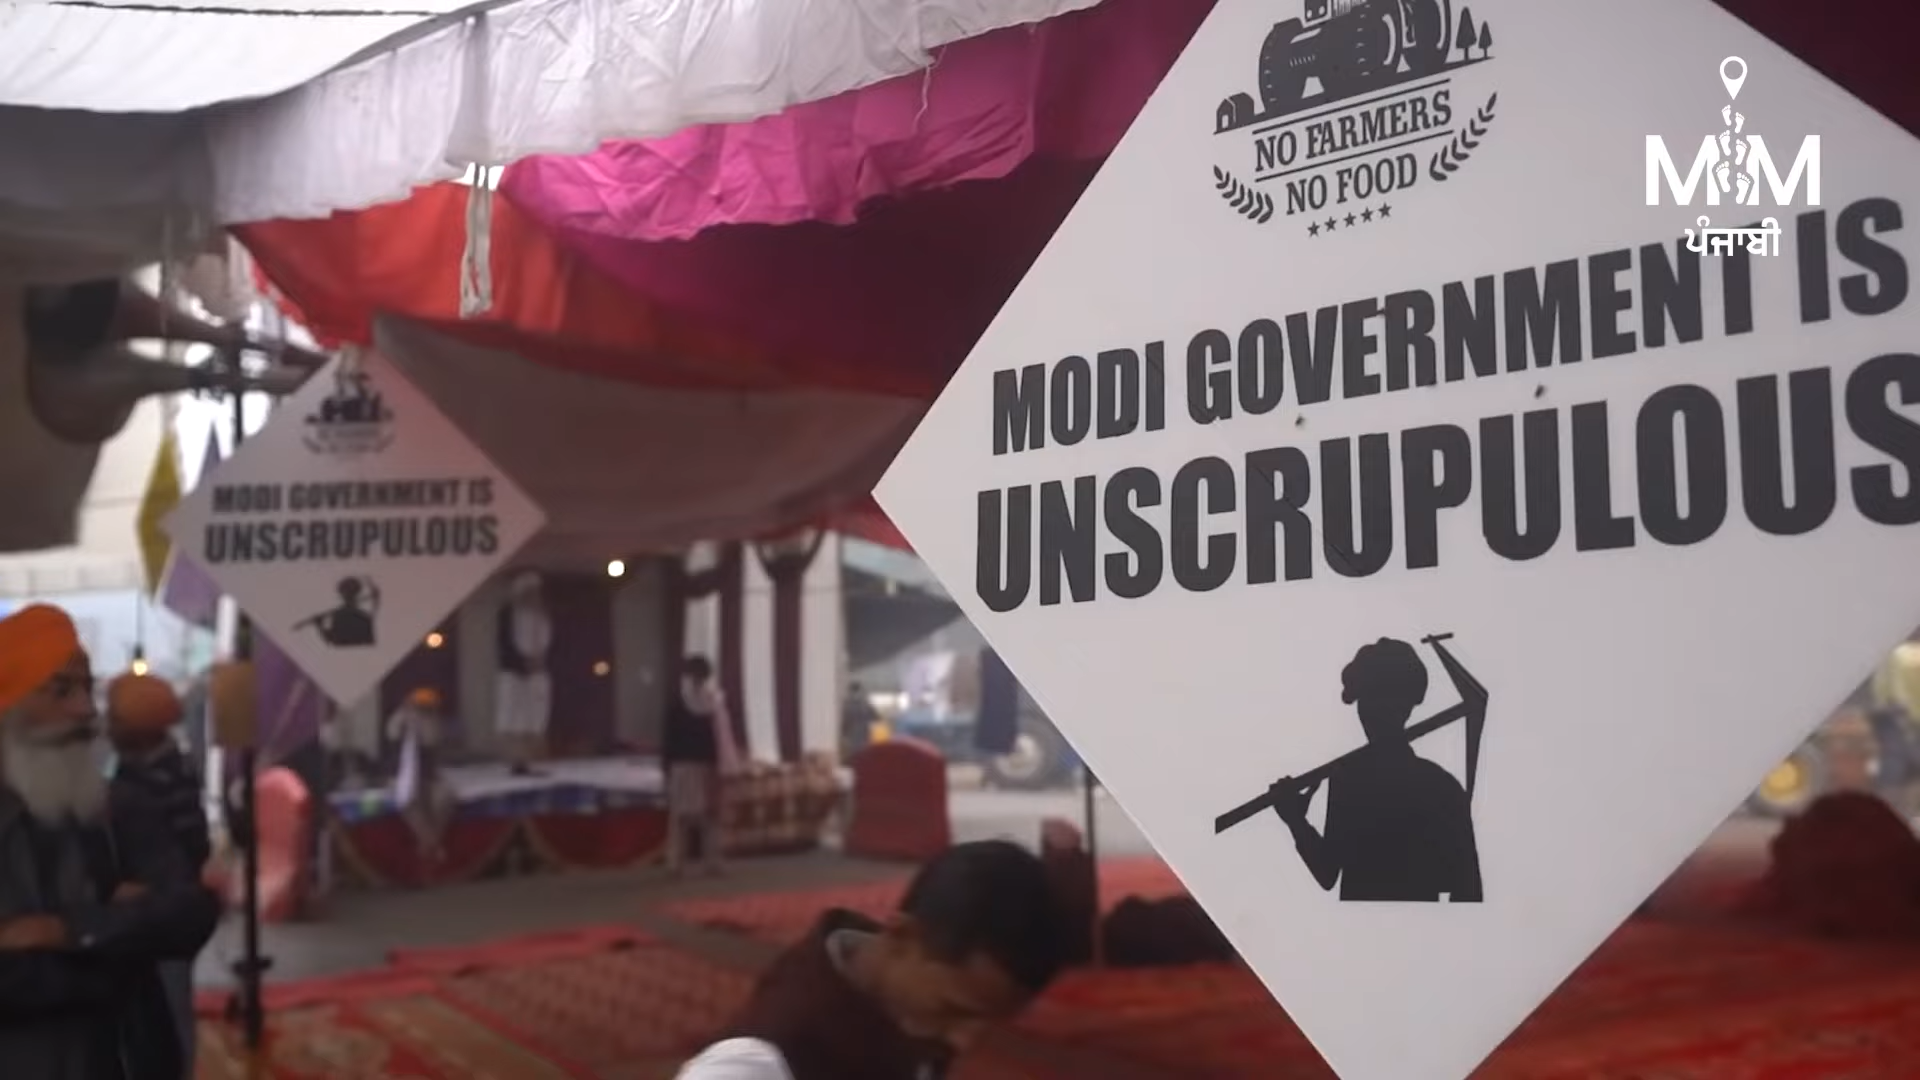 NO FARMERS
NO FOOD
MODI GOVERNMENT IS
UNSCRUPULOUS
MODI GOVERNMENT IS
UNSCRUPULOUS
MM
ਪੰਜਾਬੀ